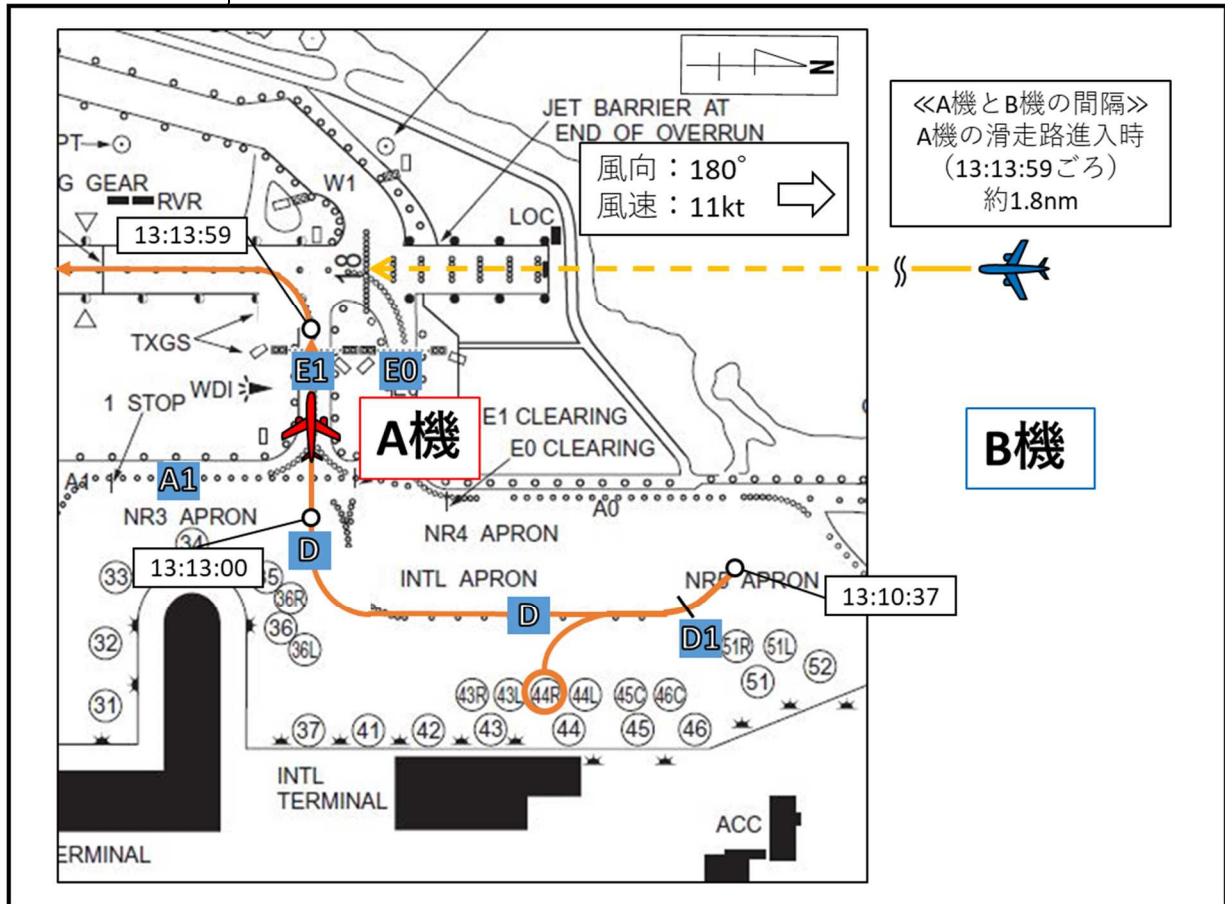 N
JET BARRIER AT
END OF OVERRUN
≪A機とB機の間隔≫
A機の滑走路進入時
（13:13:59ごろ）
約1.8nm
風向：180°
風速：11kt
PT
G GEAR
RVR
W1
LOC
13:13:59
18
TXGS
E1
E0
WDI
1 STOP
A機
E1 CLEARING
E0 CLEARING
B機
A1
A1
A0
NR3 APRON
NR4 APRON
34
D
13:13:00
INTL APRON
NR5 APRON
13:10:37
33
35
36R
D
D1
32
36
36L
51R
51L
52
51
31
43R
43L
44R
44L
45C
46C
37
41
42
43
44
45
46
INTL
TERMINAL
ACC
ERMINAL